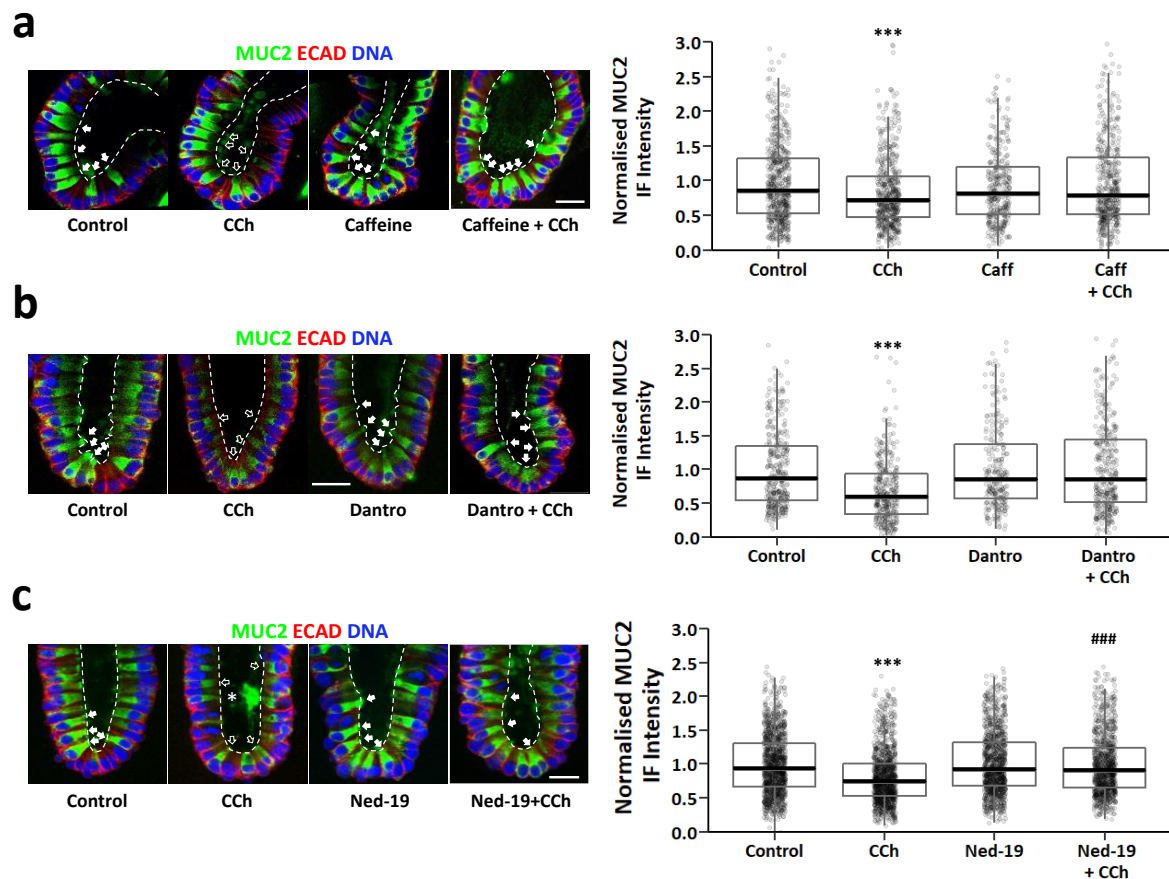 a
MUC2 ECAD DNA
Control CCh Caffeine Caffeine + CCh
Normalised MUC2
IF Intensity
3.0
2.5
2.0
1.5
1.0
0.5
0.0
***
Control CCh Caff Caff
+ CCh
b
MUC2 ECAD DNA
Control CCh Dantro Dantro + CCh
Normalised MUC2
IF Intensity
3.0
2.5
2.0
1.5
1.0
0.5
0.0
***
Control CCh Dantro Dantro
+ CCh
c
MUC2 ECAD DNA
*
Control CCh Ned-19 Ned-19+CCh
Normalised MUC2
IF Intensity
3.0
2.5
2.0
1.5
1.0
0.5
0.0
*** ###
Control CCh Ned-19 Ned-19
+ CCh